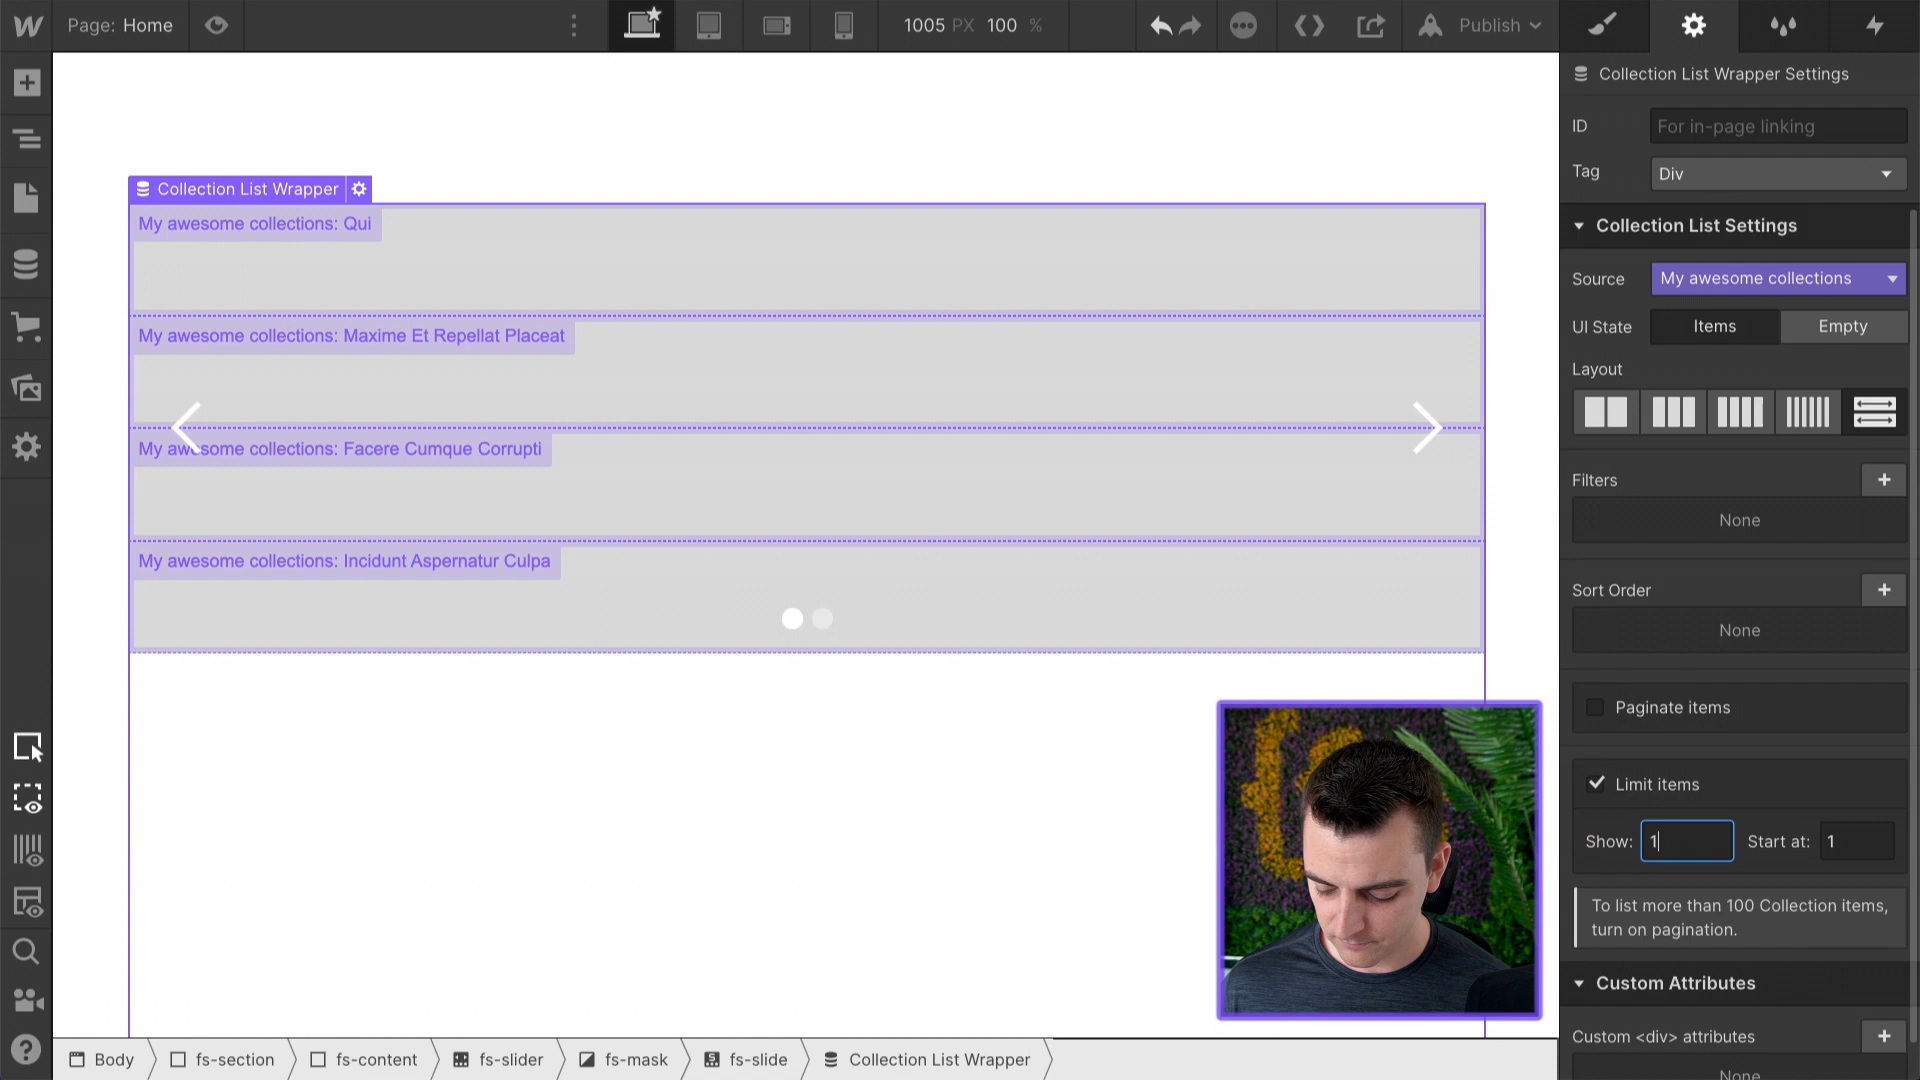 Page: Home
1005 PX 100 %
Publish
Collection List Wrapper Settings
ID
For in-page linking
Tag
Div
Collection List Wrapper
My awesome collections: Qui
My awesome collections: Maxime Et Repellat Placeat
My awesome collections: Facere Cumque Corrupti
My awesome collections: Incidunt Aspernatur Culpa
Collection List Settings
Source
My awesome collections
UI State
Items
Empty
Layout
Filters
None
Sort Order
None
Paginate items
Limit items
Show: 1
Start at: 1
To list more than 100 Collection items,
turn on pagination.
Custom Attributes
Custom <div> attributes
None
Body
fs-section
fs-content
fs-slider
fs-mask
fs-slide
Collection List Wrapper